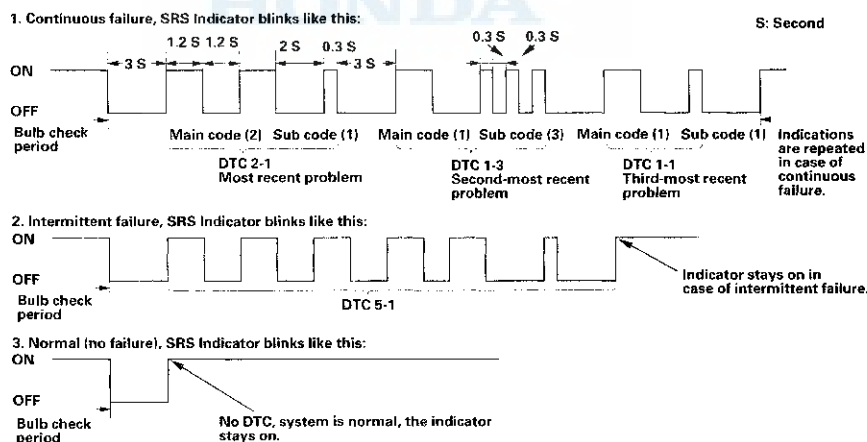 HONDA
1. Continuous failure, SRS Indicator blinks like this:
S: Second
1.2 S 1.2 S 2 S 0.3 S 0.3 S 0.3 S
3 S 3 S
ON
OFF
Bulb check
period
Main code (2) Sub code (1) Main code (1) Sub code (3) Main code (1) Sub code (1)
DTC 2-1
Most recent problem
DTC 1-3
Second-most recent
problem
DTC 1-1
Third-most recent
problem
Indications
are repeated
in case of
continuous
failure.
2. Intermittent failure, SRS Indicator blinks like this:
ON
OFF
Bulb check
period
DTC 5-1
Indicator stays on in
case of intermittent failure.
3. Normal (no failure), SRS Indicator blinks like this:
ON
OFF
Bulb check
period
No DTC, system is normal, the indicator
stays on.